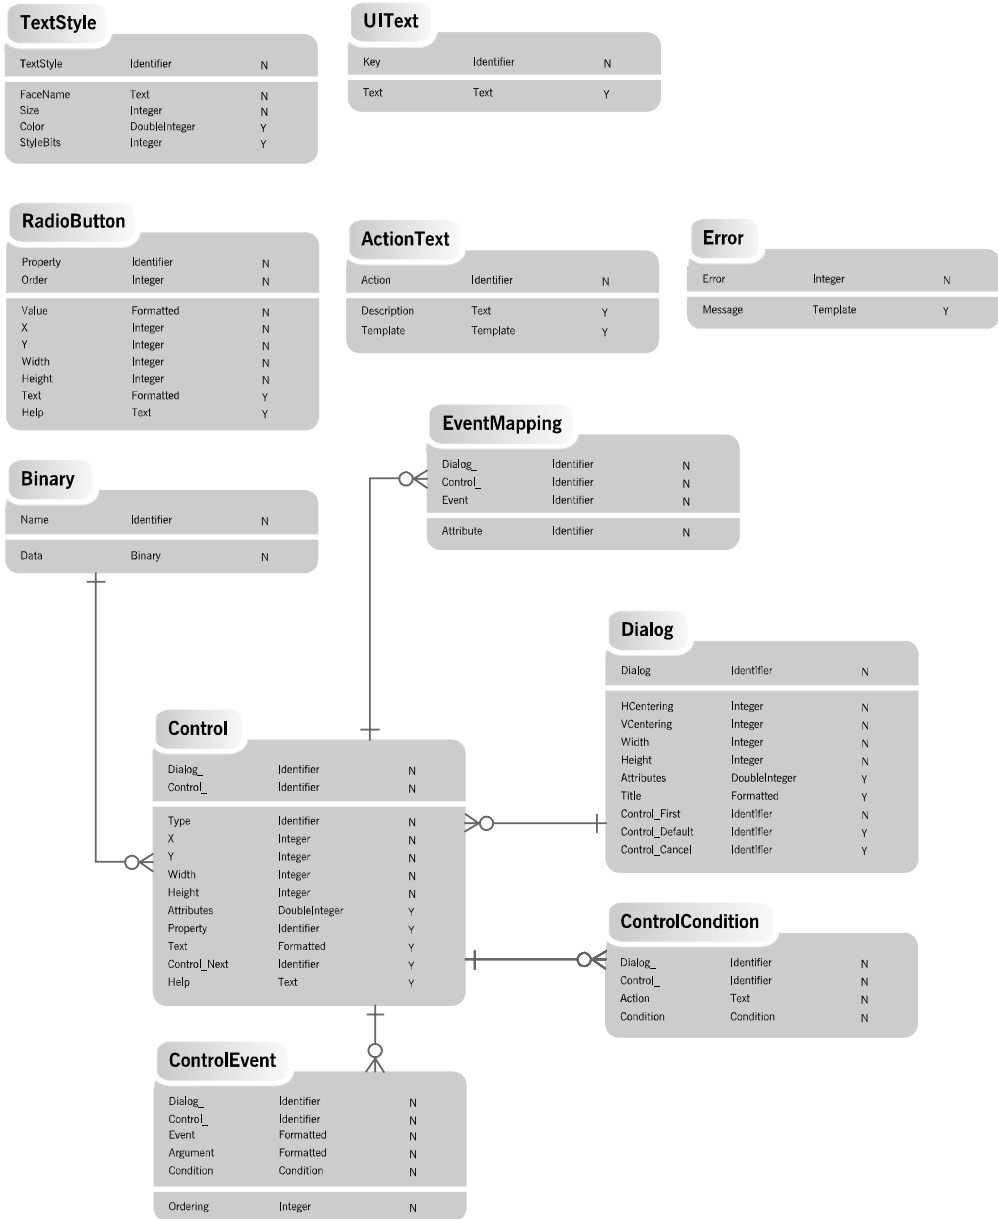 TextStyle
TextStyle Identifier N
FaceName Text N
Size Integer N
Color DoubleInteger Y
StyleBits Integer Y
UIText
Key Identifier N
Text Text Y
RadioButton
Property Identifier N
Order Integer N
Value Formatted N
X Integer N
Y Integer N
Width Integer N
Height Integer N
Text Formatted Y
Help Text Y
ActionText
Action Identifier N
Description Text Y
Template Template Y
Error
Error Integer N
Message Template Y
EventMapping
Dialog_ Identifier N
Control_ Identifier N
Event Identifier N
Attribute Identifier N
Binary
Name Identifier N
Data Binary N
Dialog
Dialog Identifier N
HCentering Integer N
VCentering Integer N
Width Integer N
Height Integer N
Attributes DoubleInteger Y
Title Formatted Y
Control_First Identifier N
Control_Default Identifier Y
Control_Cancel Identifier Y
Control
Dialog_ Identifier N
Control_ Identifier N
Type Identifier N
X Integer N
Y Integer N
Width Integer N
Height Integer N
Attributes DoubleInteger Y
Property Identifier Y
Text Formatted Y
Control_Next Identifier Y
Help Text Y
ControlCondition
Dialog_ Identifier N
Control_ Identifier N
Action Text N
Condition Condition N
ControlEvent
Dialog_ Identifier N
Control_ Identifier N
Event Formatted N
Argument Formatted N
Condition Condition N
Ordering Integer N